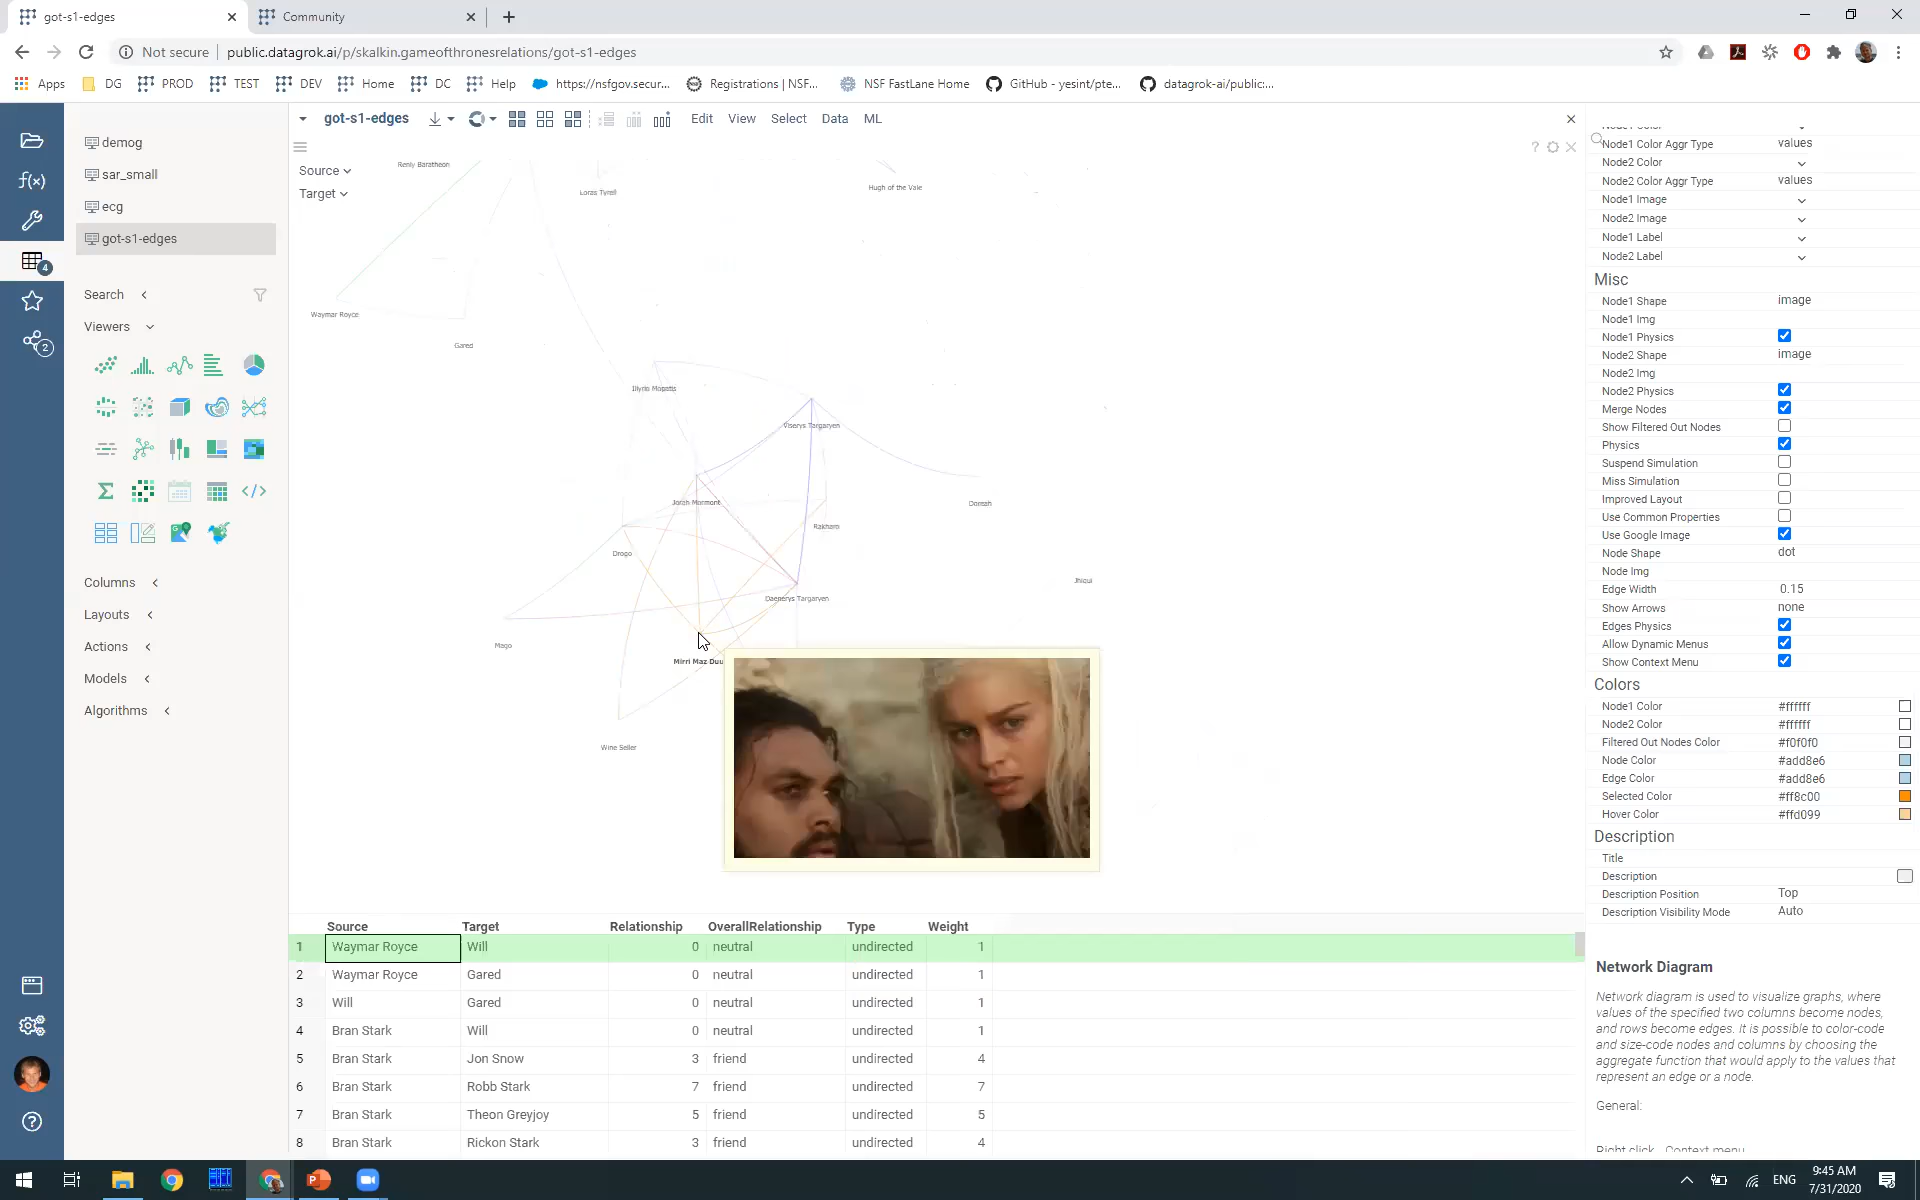 got-s1-edges
Community
Not secure
public.datagrok.ai/p/skalkin.gameofthronesrelations/got-s1-edges
Apps
DG
PROD
TEST
DEV
Home
DC
Help
https://nsfgov.secur...
Registrations | NSF...
NSF FastLane Home
GitHub - yesint/pte...
datagrok-ai/public:...
got-s1-edges
Edit
View
Select
Data
ML
demog
sar_small
ecg
got-s1-edges
f(x)
4
2
Search
Viewers
Columns
Layouts
Actions
Models
Algorithms
Source
Target
Renly Baratheon
Loras Tyrell
Hugh of the Vale
Waymar Royce
Gared
Illyrio Mopatis
Viserys Targaryen
Jorah Mormont
Doreah
Rakharo
Drogo
Jhiqui
Daenerys Targaryen
Mago
Mirri Maz Duu
Wine Seller
Source Target Relationship OverallRelationship Type Weight
1 Waymar Royce Will 0 neutral undirected 1
2 Waymar Royce Gared 0 neutral undirected 1
3 Will Gared 0 neutral undirected 1
4 Bran Stark Will 0 neutral undirected 1
5 Bran Stark Jon Snow 3 friend undirected 4
6 Bran Stark Robb Stark 7 friend undirected 7
7 Bran Stark Theon Greyjoy 5 friend undirected 5
8 Bran Stark Rickon Stark 3 friend undirected 4
Node1 Color
Node1 Color Aggr Type values
Node2 Color
Node2 Color Aggr Type values
Node1 Image
Node2 Image
Node1 Label
Node2 Label
Misc
Node1 Shape image
Node1 Img
Node1 Physics
Node2 Shape image
Node2 Img
Node2 Physics
Merge Nodes
Show Filtered Out Nodes
Physics
Suspend Simulation
Miss Simulation
Improved Layout
Use Common Properties
Use Google Image
Node Shape dot
Node Img
Edge Width 0.15
Show Arrows none
Edges Physics
Allow Dynamic Menus
Show Context Menu
Colors
Node1 Color #ffffff
Node2 Color #ffffff
Filtered Out Nodes Color #f0f0f0
Node Color #add8e6
Edge Color #add8e6
Selected Color #ff8c00
Hover Color #ffd099
Description
Title
Description
Description Position Top
Description Visibility Mode Auto
Network Diagram
Network diagram is used to visualize graphs, where
values of the specified two columns become nodes,
and rows become edges. It is possible to color-code
and size-code nodes and columns by choosing the
aggregate function that would apply to the values that
represent an edge or a node.
General:
Right click Context menu
ENG
9:45 AM
7/31/2020